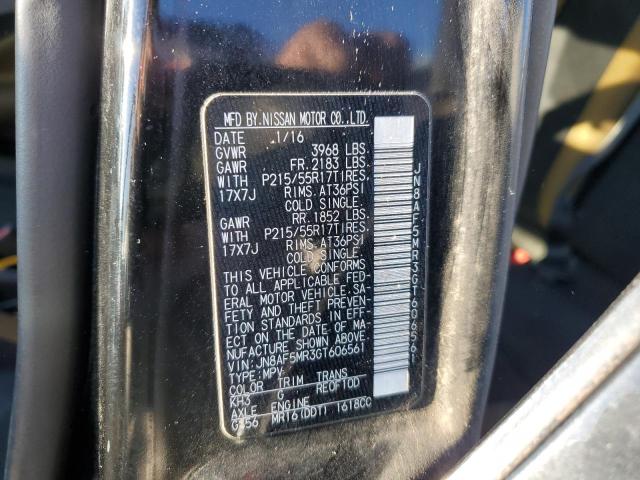 MFD BY.NISSAN MOTOR CO.,LTD.
DATE 1/16
GVWR 3968 LBS.
GAWR FR. 2183 LBS.
WITH P215/55R17TIRES,
17X7J RIMS, AT36PSI
COLD SINGLE.
GAWR RR. 1852 LBS.
WITH P215/55R17TIRES,
17X7J RIMS, AT36PSI
COLD SINGLE.
THIS VEHICLE CONFORMS
TO ALL APPLICABLE FED-
ERAL MOTOR VEHICLE SA-
FETY AND THEFT PREVEN-
TION STANDARDS IN EFF-
ECT ON THE DATE OF MA-
NUFACTURE SHOWN ABOVE.
VIN: JN8AF5MR3GT606561
TYPE: MPV
COLOR TRIM TRANS
KH3 G RE0F10D
AXLE ENGINE
G356 MR16(DDT) 1618CC
JN8AF5MR3GT606561